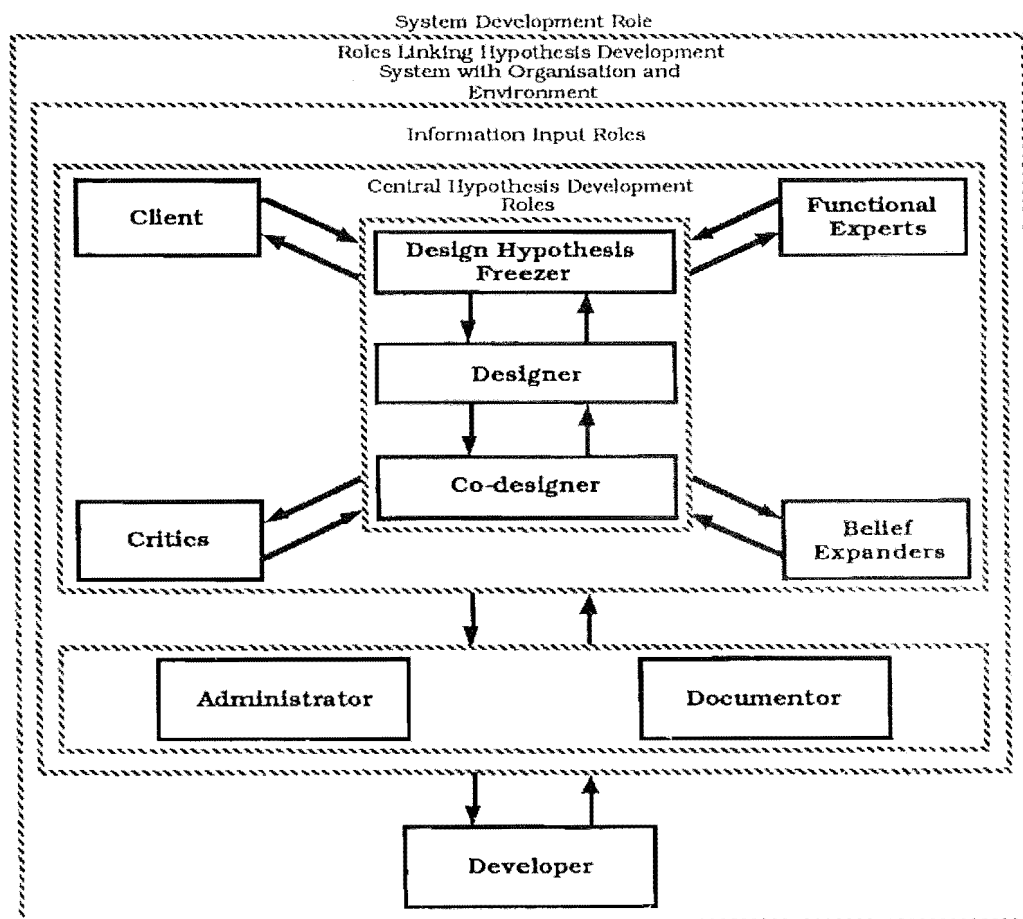 System Development Role
Roles Linking Hypothesis Development
System with Organisation and
Environment
Information Input Roles
Central Hypothesis Development
Roles
Client
Functional
Experts
Design Hypothesis
Freezer
Designer
Co-designer
Critics
Belief
Expanders
Administrator
Documentor
Developer